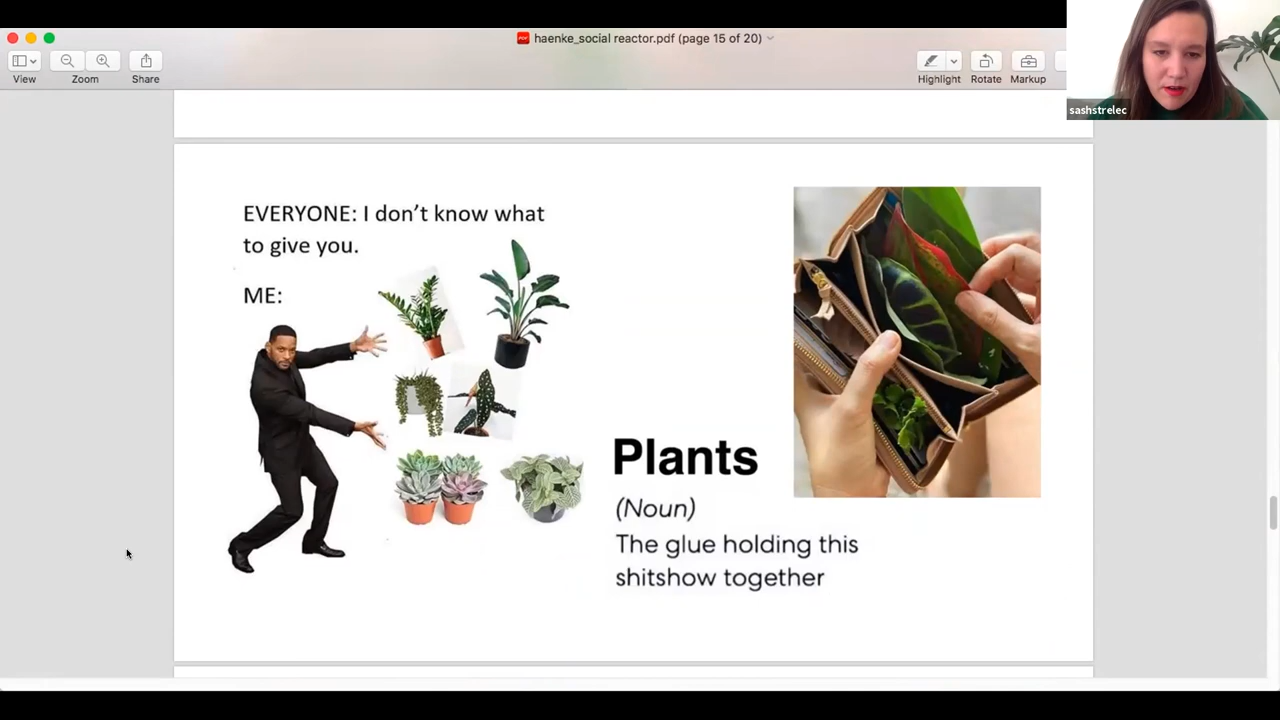 haenke_social reactor.pdf (page 15 of 20)
View
Zoom
Share
Highlight
Rotate
Markup
sashstrelec
EVERYONE: I don't know what
to give you.
ME:
Plants
(Noun)
The glue holding this
shitshow together